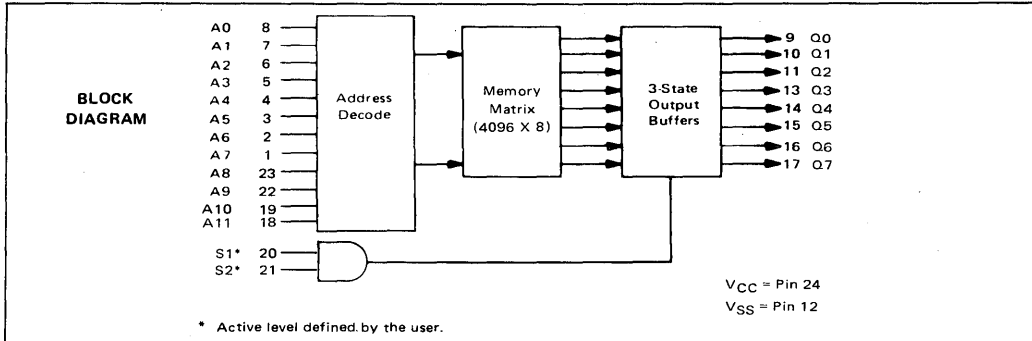 BLOCK
DIAGRAM
A0 8
A1 7
A2 6
A3 5
A4 4
A5 3
A6 2
A7 1
A8 23
A9 22
A10 19
A11 18
S1* 20
S2* 21
Address
Decode
Memory
Matrix
(4096 X 8)
3-State
Output
Buffers
9 Q0
10 Q1
11 Q2
13 Q3
14 Q4
15 Q5
16 Q6
17 Q7
VCC = Pin 24
VSS = Pin 12
* Active level defined by the user.